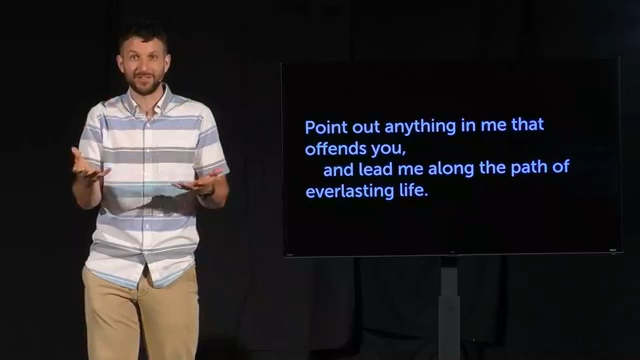 Point out anything in me that
offends you,
and lead me along the path of
everlasting life.